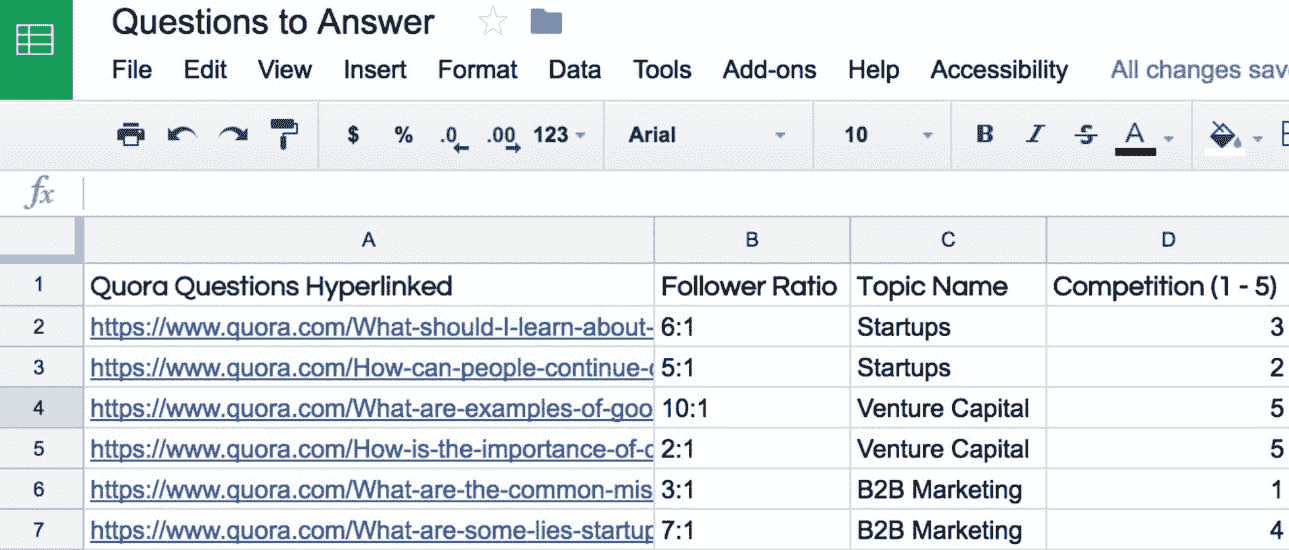 Questions to Answer
File Edit View Insert Format Data Tools Add-ons Help Accessibility All changes
$ % .0 .00 123 Arial 10 B I S A
fx
A B C D
1 Quora Questions Hyperlinked Follower Ratio Topic Name Competition (1 - 5)
2 https://www.quora.com/What-should-I-learn-about- 6:1 Startups 3
3 https://www.quora.com/How-can-people-continue- 5:1 Startups 2
4 https://www.quora.com/What-are-examples-of-goo 10:1 Venture Capital 5
5 https://www.quora.com/How-is-the-importance-of- 2:1 Venture Capital 5
6 https://www.quora.com/What-are-the-common-mis 3:1 B2B Marketing 1
7 https://www.quora.com/What-are-some-lies-startup 7:1 B2B Marketing 4